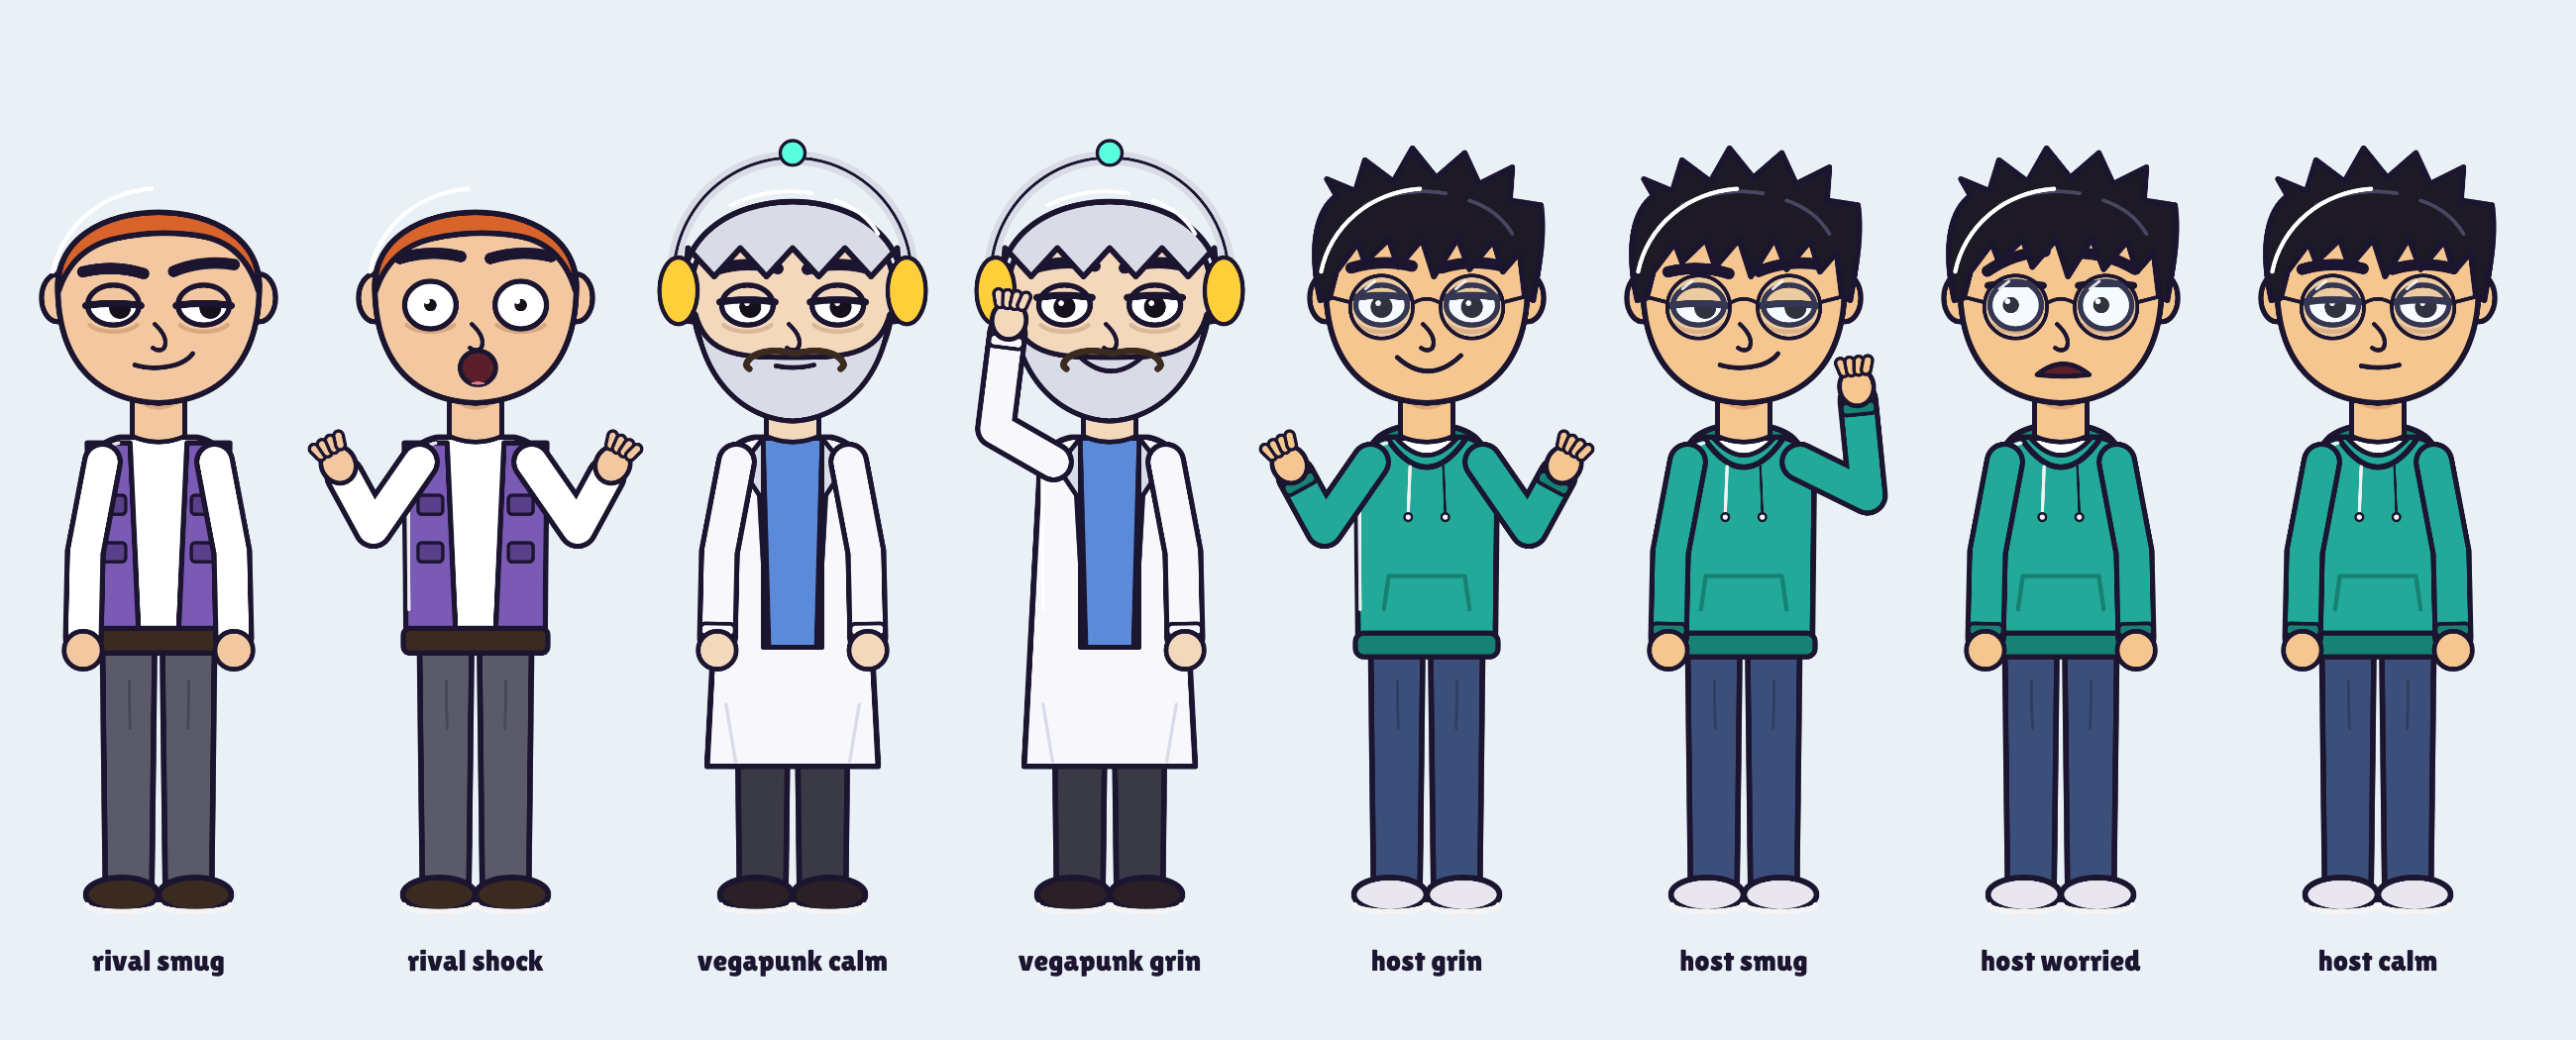 rival smug
rival shock
vegapunk calm
vegapunk grin
host grin
host smug
host worried
host calm